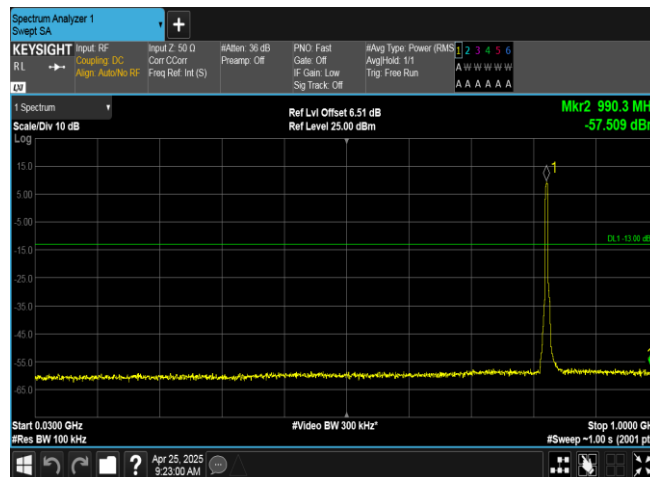 Spectrum Analyzer 1
Swept SA
+
KEYSIGHT Input: RF Input Z: 50 Ω #Atten: 36 dB PNO: Fast #Avg Type: Power (RMS 1 2 3 4 5 6
RL Coupling: DC Corr CCorr Preamp: Off Gate: Off Avg|Hold: 1/1 A W W W W W
Align: Auto/No RF Freq Ref: Int (S) IF Gain: Low Trig: Free Run
LXI Sig Track: Off A A A A A A
1 Spectrum Ref Lvl Offset 6.51 dB Mkr2 990.3 MH
Scale/Div 10 dB Ref Level 25.00 dBm -57.509 dBr
Log
1
15.0
5.00
-5.00
DL1 -13.00 dB
-15.0
-25.0
-35.0
-45.0
-55.0
-65.0
Start 0.0300 GHz #Video BW 300 kHz* Stop 1.0000 G
#Res BW 100 kHz #Sweep ~1.00 s (2001 pt
? Apr 25, 2025
9:23:00 AM